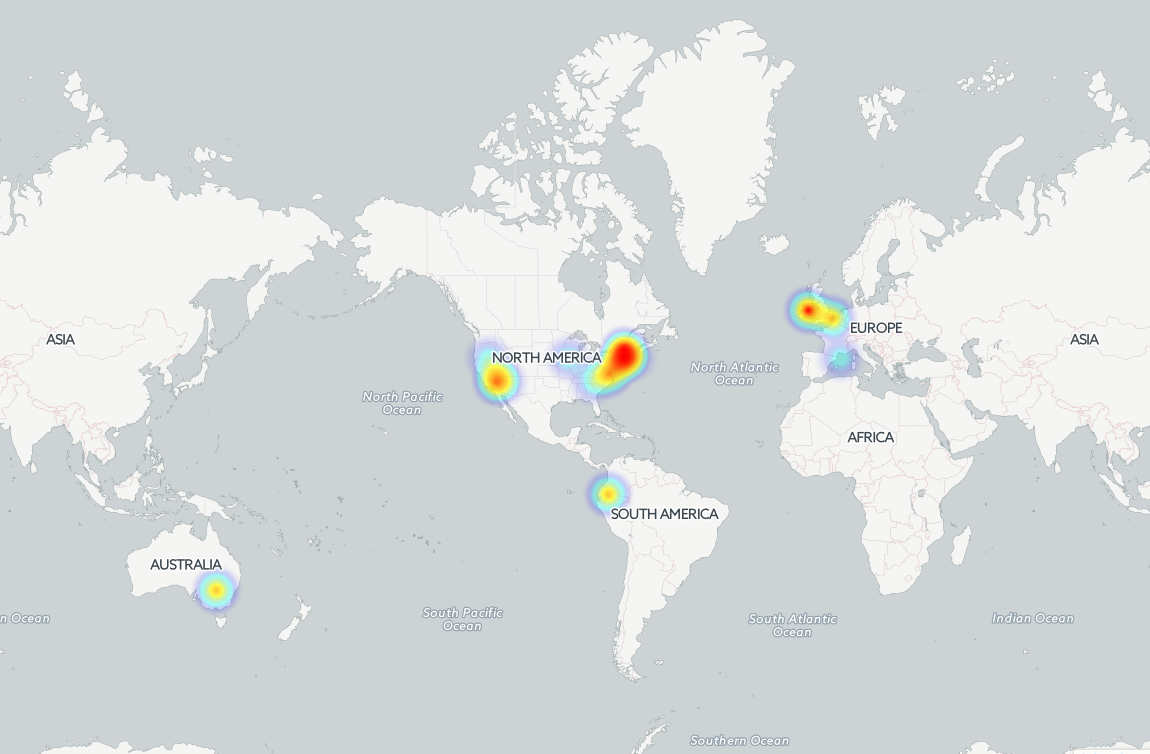 EUROPE
ASIA
ASIA
NORTH AMERICA
North Atlantic
Ocean
North Pacific
Ocean
AFRICA
SOUTH AMERICA
AUSTRALIA
n Ocean
South Pacific
Ocean
South Atlantic
Ocean
Indian Ocean
Southern Ocean